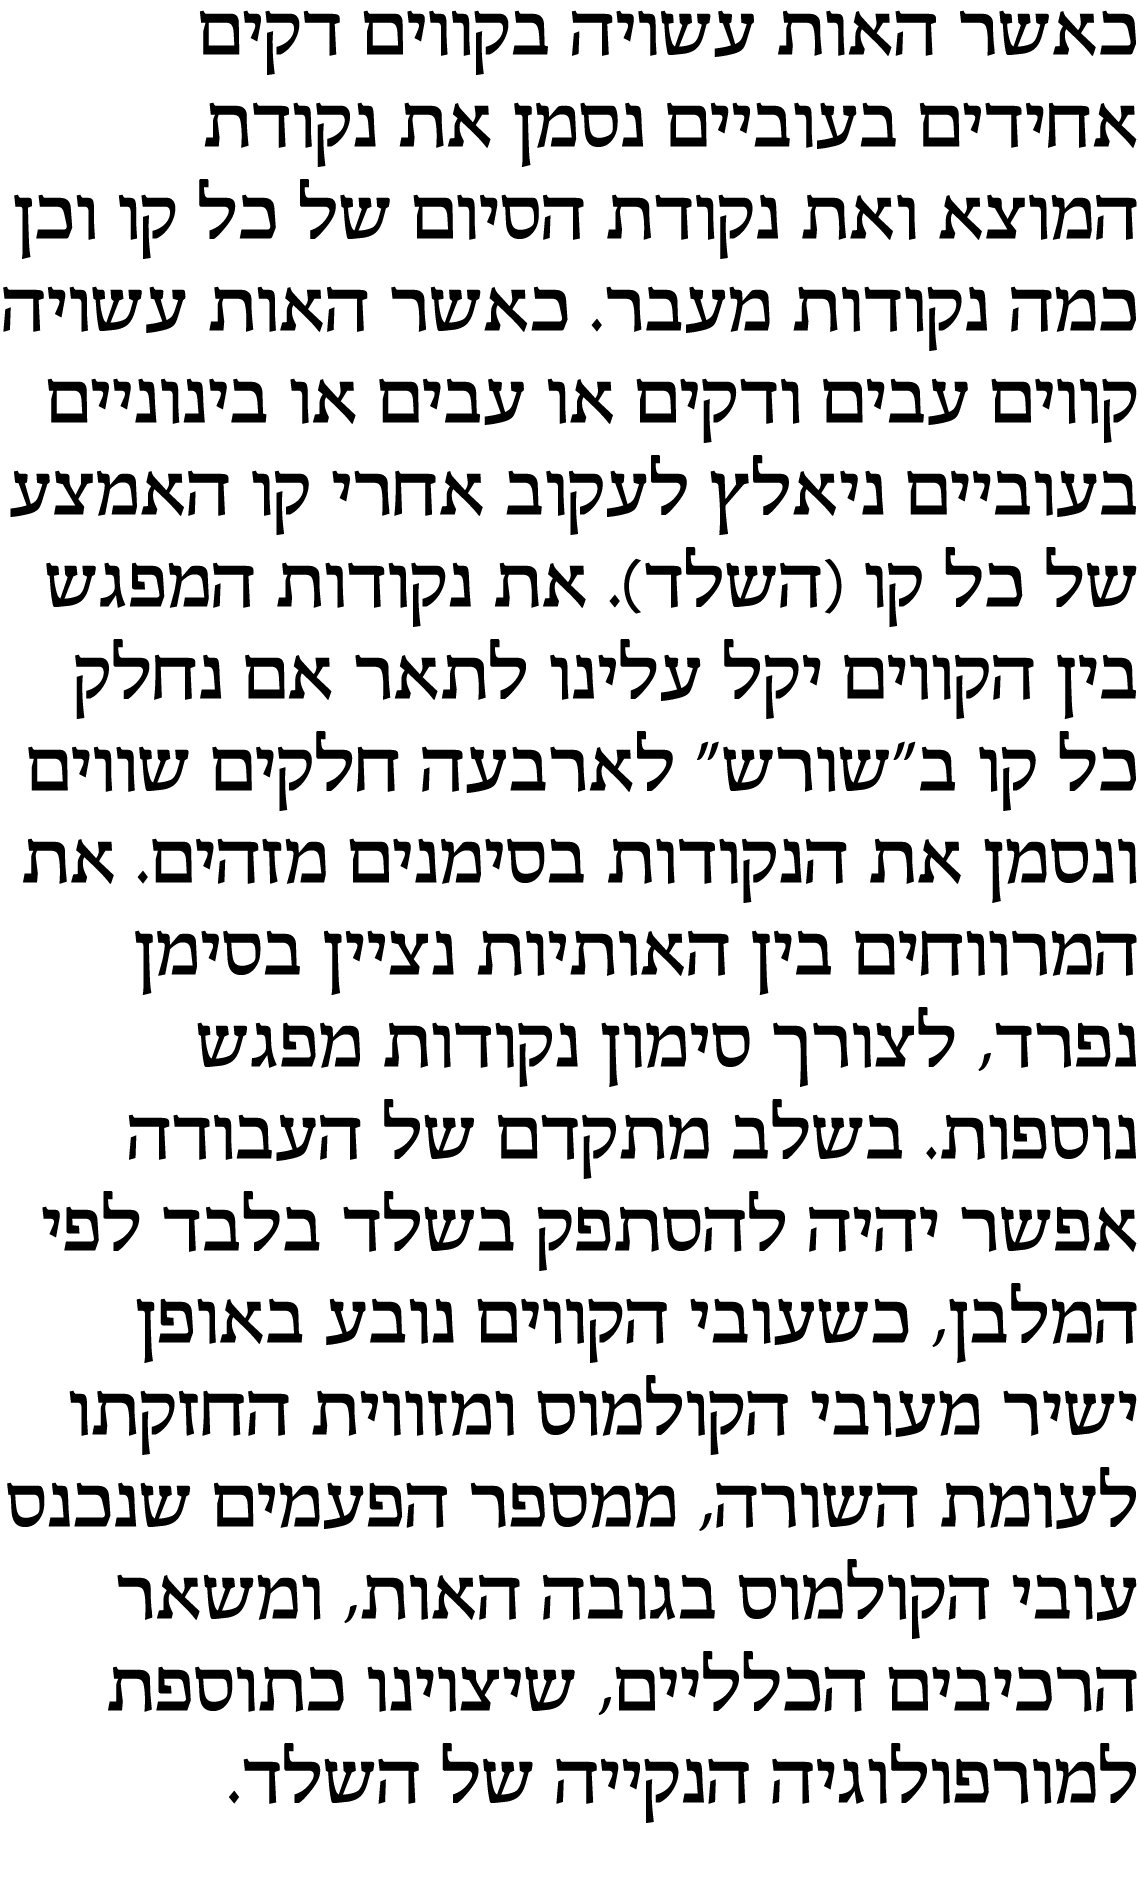 כאשר האות עשויה בקווים דקים
אחידים בעוביים נסמן את נקודת
המוצא ואת נקודת הסיום של כל קו וכן
כמה נקודות מעבר. כאשר האות עשויה
קווים עבים ודקים או עבים או בינוניים
בעוביים ניאלץ לעקוב אחרי קו האמצע
של כל קו (השלד). את נקודות המפגש
בין הקווים יקל עלינו לתאר אם נחלק
כל קו ב"שורש" לארבעה חלקים שווים
ונסמן את הנקודות בסימנים מזהים. את
המרווחים בין האותיות נציין בסימן
נפרד, לצורך סימון נקודות מפגש
נוספות. בשלב מתקדם של העבודה
אפשר יהיה להסתפק בשלד בלבד לפי
המלבן, כשעובי הקווים נובע באופן
ישיר מעובי הקולמוס ומזווית החזקתו
לעומת השורה, ממספר הפעמים שנכנס
עובי הקולמוס בגובה האות, ומשאר
הרכיבים הכלליים, שיצוינו כתוספת
למורפולוגיה הנקייה של השלד.